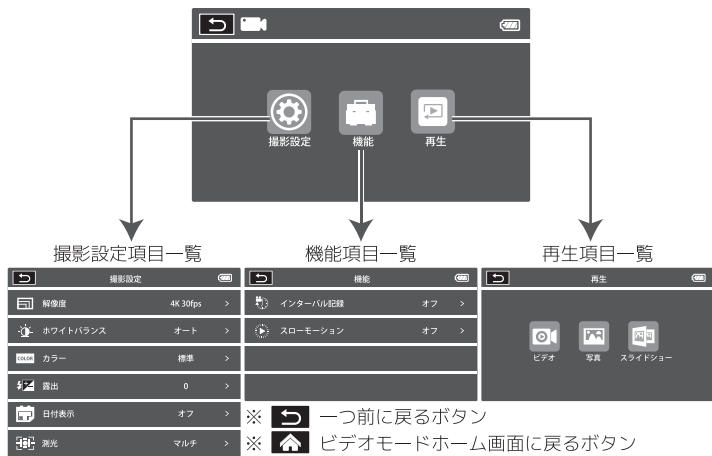 撮影設定
機能
再生
撮影設定項目一覧
機能項目一覧
再生項目一覧
撮影設定
解像度 4K 30fps >
ホワイトバランス オート >
COLOR カラー 標準 >
露出 0 >
日付表示 オフ >
測光 マルチ >
機能
インターバル記録 オフ >
スローモーション オフ >
再生
ビデオ
写真
スライドショー
※ 一つ前に戻るボタン
※ ビデオモードホーム画面に戻るボタン